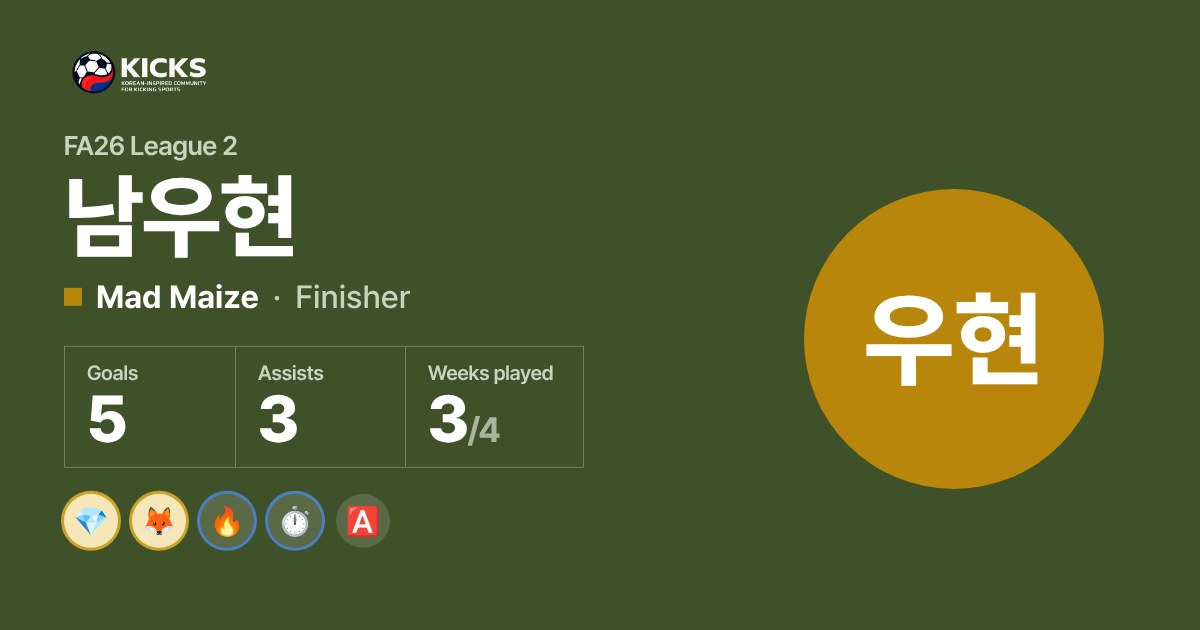 KICKS
KOREAN-INSPIRED COMMUNITY
FOR KICKING SPORTS
FA26 League 2
남우현
Mad Maize · Finisher
Goals Assists Weeks played
5 3 3/4
🅰
우현